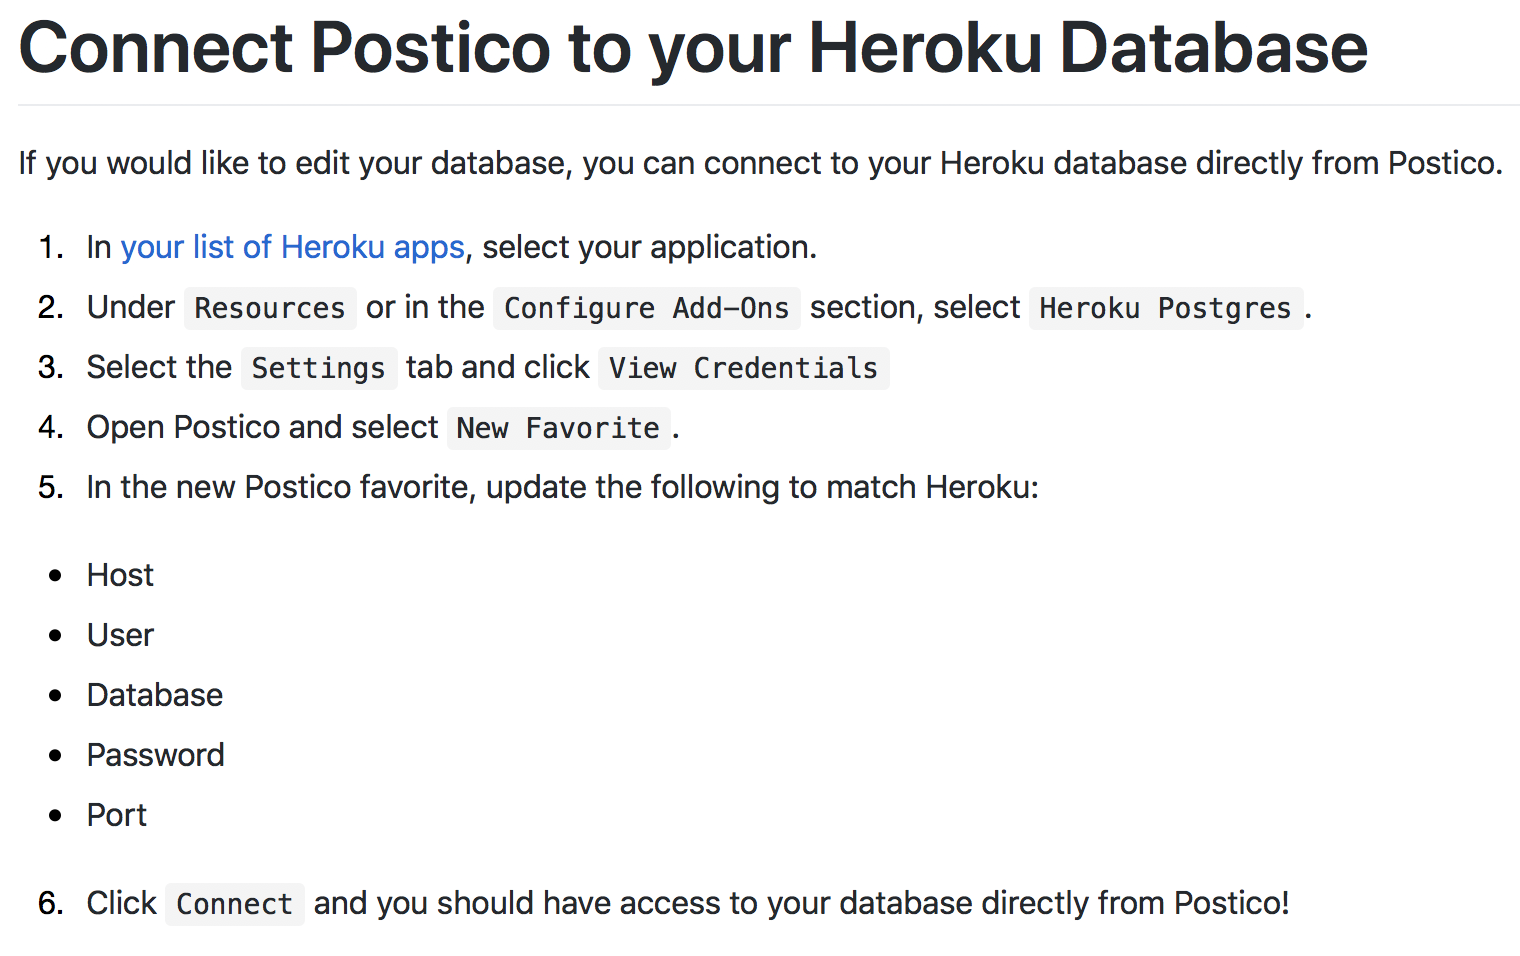 Connect Postico to your Heroku Database
If you would like to edit your database, you can connect to your Heroku database directly from Postico.
1. In your list of Heroku apps, select your application.
2. Under Resources or in the Configure Add-Ons section, select Heroku Postgres.
3. Select the Settings tab and click View Credentials
4. Open Postico and select New Favorite.
5. In the new Postico favorite, update the following to match Heroku:
• Host
• User
• Database
• Password
• Port
6. Click Connect and you should have access to your database directly from Postico!